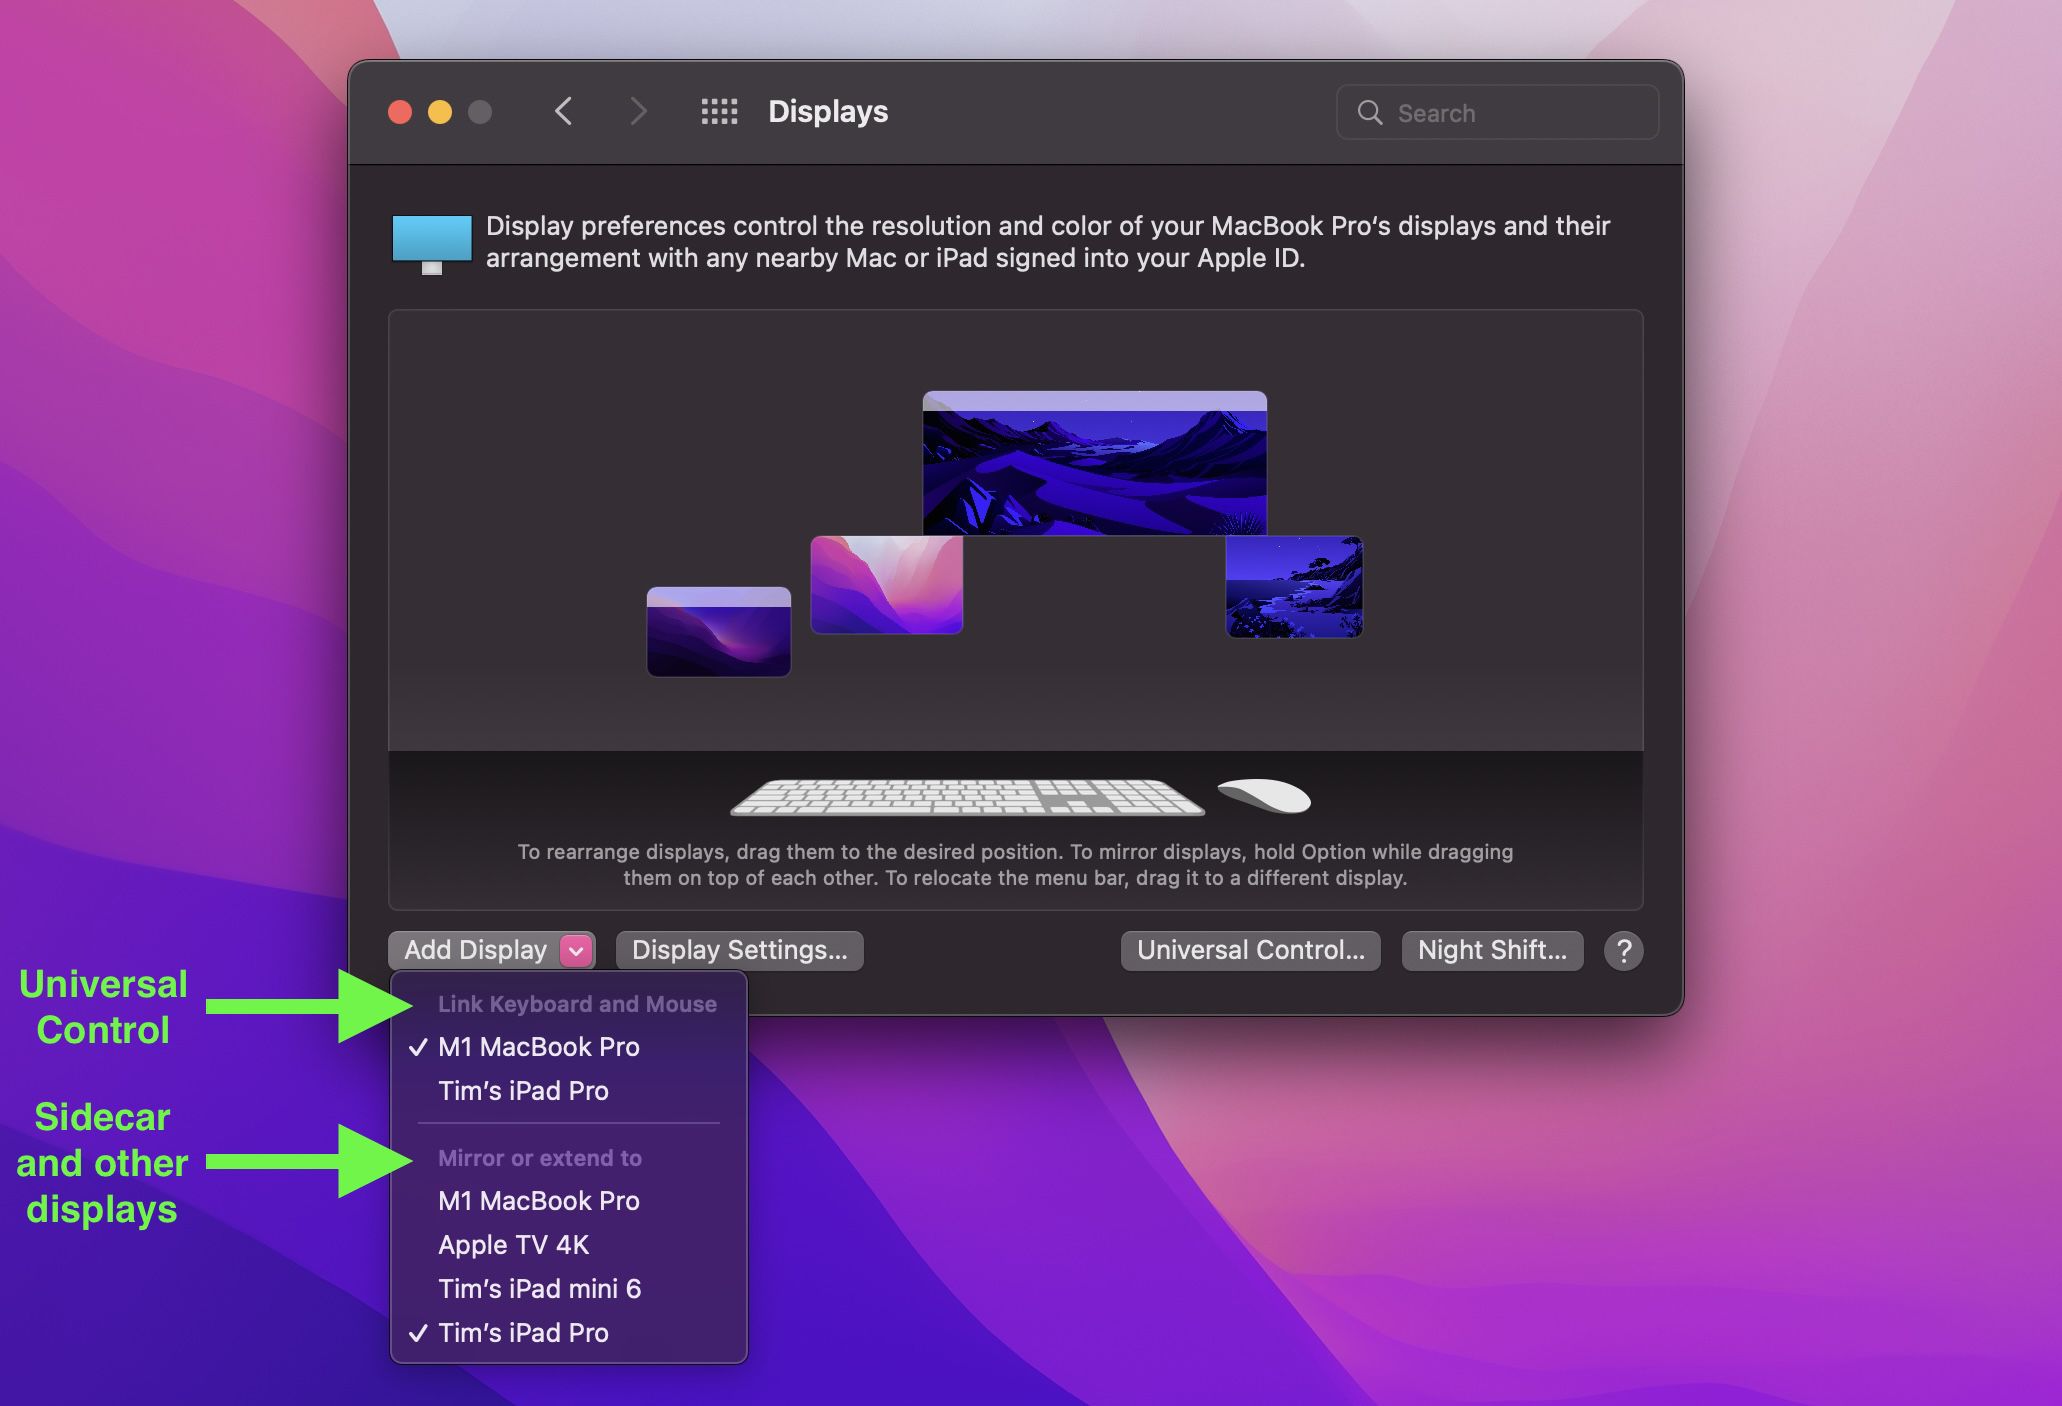 Displays
Search
Display preferences control the resolution and color of your MacBook Pro’s displays and their
arrangement with any nearby Mac or iPad signed into your Apple ID.
To rearrange displays, drag them to the desired position. To mirror displays, hold Option while dragging
them on top of each other. To relocate the menu bar, drag it to a different display.
Add Display
Display Settings...
Universal Control...
Night Shift...
?
Universal
Control
Link Keyboard and Mouse
✓ M1 MacBook Pro
Tim’s iPad Pro
Sidecar
and other
displays
Mirror or extend to
M1 MacBook Pro
Apple TV 4K
Tim’s iPad mini 6
✓ Tim’s iPad Pro